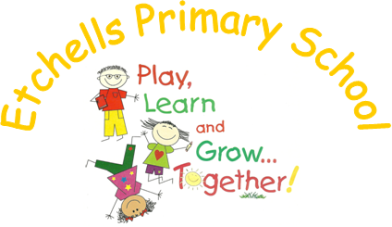 Etchells Primary School
Play,
Learn
and
Grow...
Together!